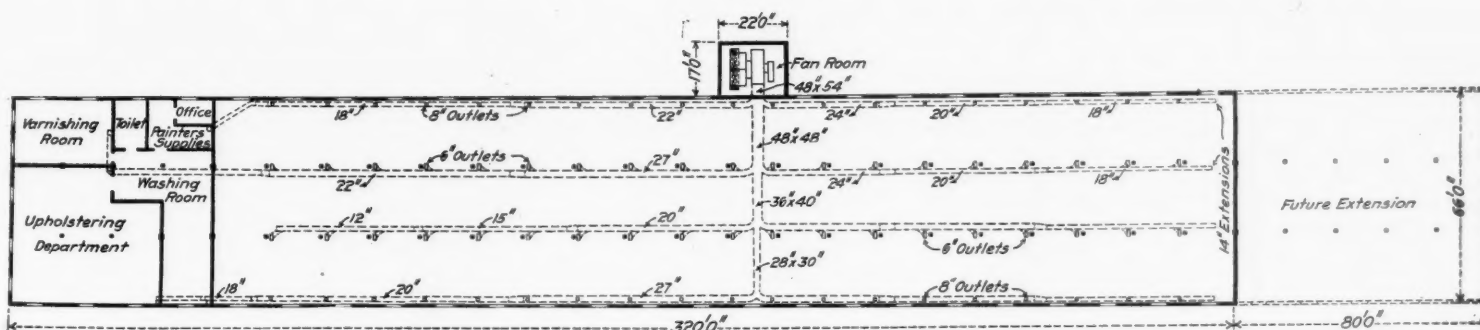 22'0"
17'0"
Fan Room
48"x54"
Varnishing
Room
Toilet
Office
Painters'
Supplies
18"
8" Outlets
22"
24"
20"
18"
48"x48"
6" Outlets
27"
22"
24"
20"
18"
Washing
Room
Upholstering
Department
36"x40"
12"
15"
20"
6" Outlets
28"x30"
18"
20"
27"
8" Outlets
14" Extensions
Future Extension
66'0"
320'0"
80'0"